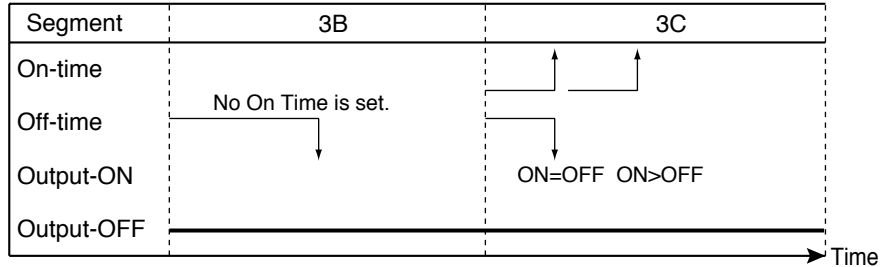 Segment 3B 3C
On-time
No On Time is set.
Off-time
Output-ON ON=OFF ON>OFF
Output-OFF
Time